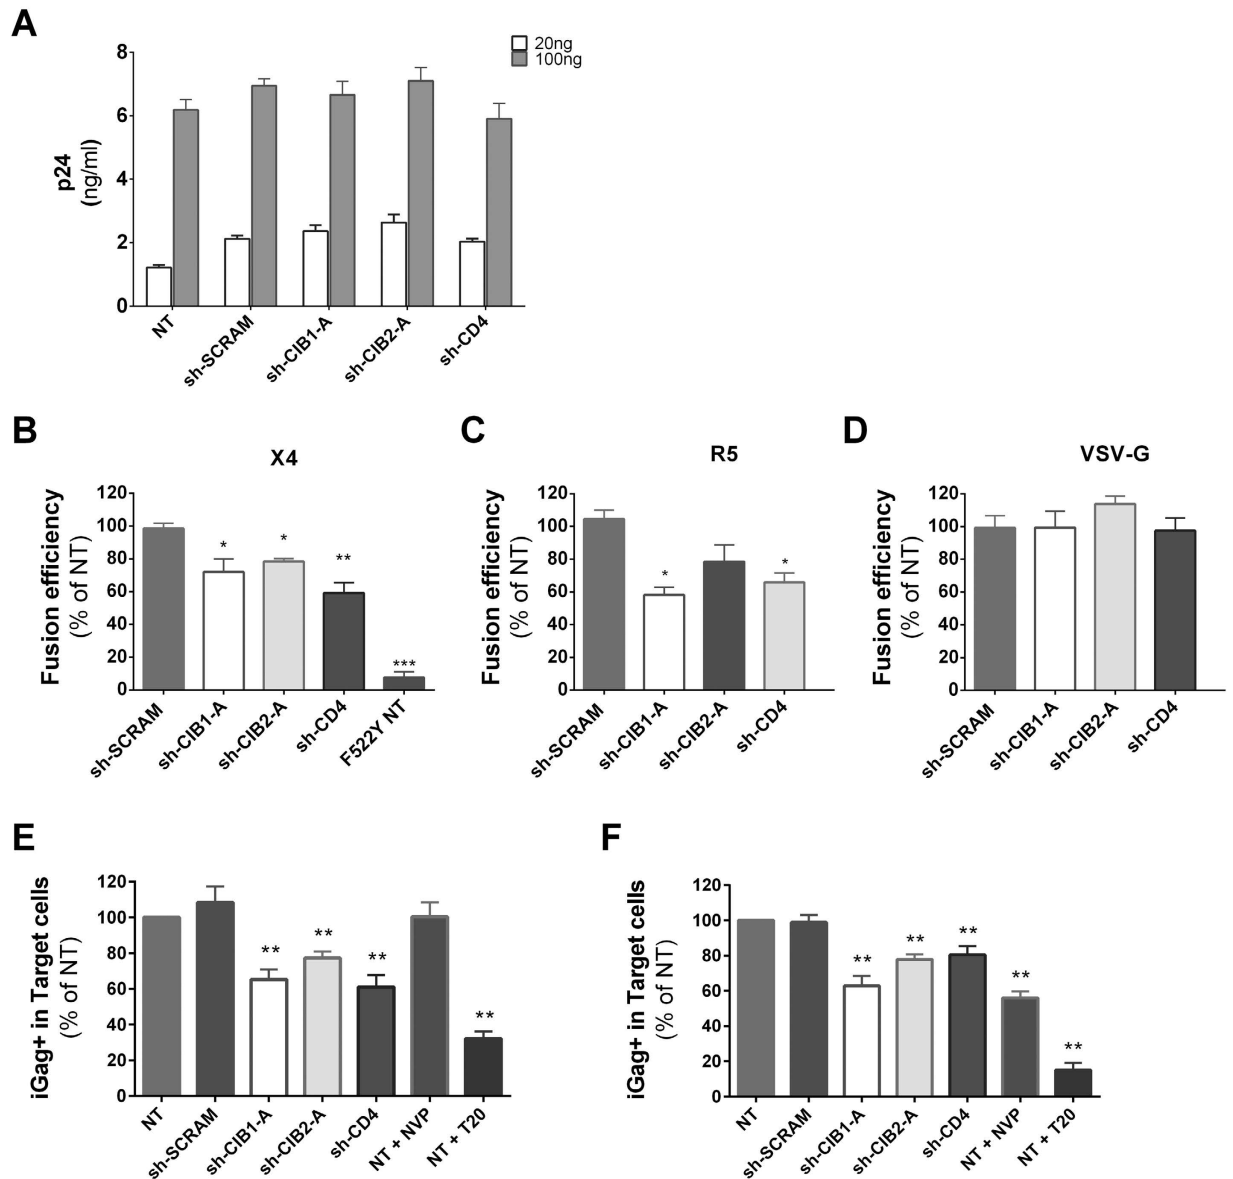 A
20ng
100ng
8
6
4
2
0
p24
(ng/ml)
NT
sh-SCRAM
sh-CIB1-A
sh-CIB2-A
sh-CD4
B
X4
Fusion efficiency
(% of NT)
120
100
80
60
40
20
0
*
*
**
***
sh-SCRAM
sh-CIB1-A
sh-CIB2-A
sh-CD4
F522Y NT
C
R5
Fusion efficiency
(% of NT)
120
100
80
60
40
20
0
*
*
sh-SCRAM
sh-CIB1-A
sh-CIB2-A
sh-CD4
D
VSV-G
Fusion efficiency
(% of NT)
120
100
80
60
40
20
0
sh-SCRAM
sh-CIB1-A
sh-CIB2-A
sh-CD4
E
iGag+ in Target cells
(% of NT)
120
100
80
60
40
20
0
**
**
**
**
NT
sh-SCRAM
sh-CIB1-A
sh-CIB2-A
sh-CD4
NT + NVP
NT + T20
F
iGag+ in Target cells
(% of NT)
120
100
80
60
40
20
0
**
**
**
**
**
NT
sh-SCRAM
sh-CIB1-A
sh-CIB2-A
sh-CD4
NT + NVP
NT + T20